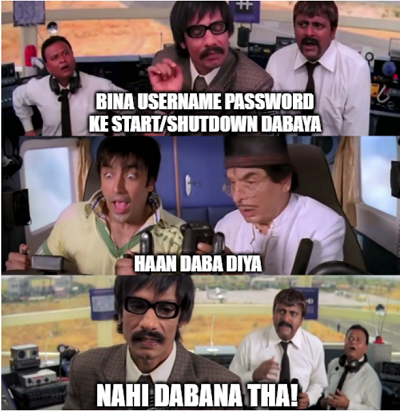 BINA USERNAME PASSWORD
KE START/SHUTDOWN DABAYA
HAAN DABA DIYA
NAHI DABANA THA!